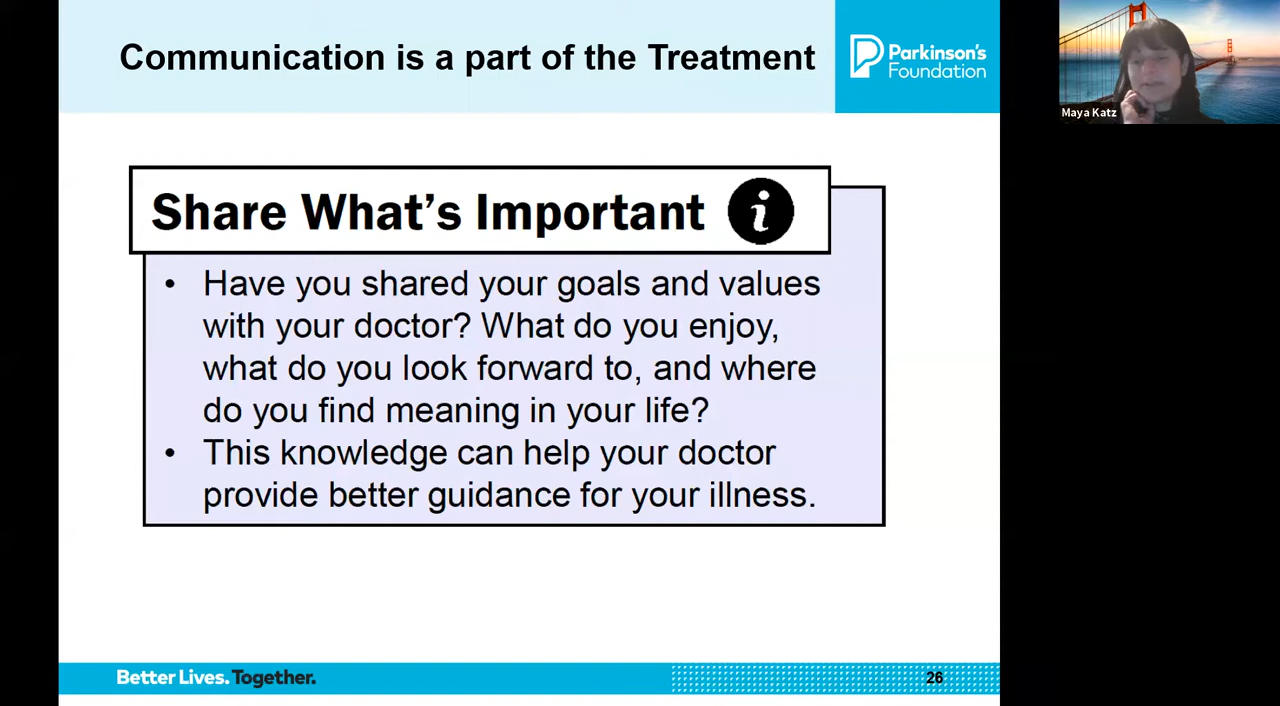 Communication is a part of the Treatment
Parkinson's
Foundation
Maya Katz
Share What's Important
i
• Have you shared your goals and values
with your doctor? What do you enjoy,
what do you look forward to, and where
do you find meaning in your life?
• This knowledge can help your doctor
provide better guidance for your illness.
Better Lives. Together.
26